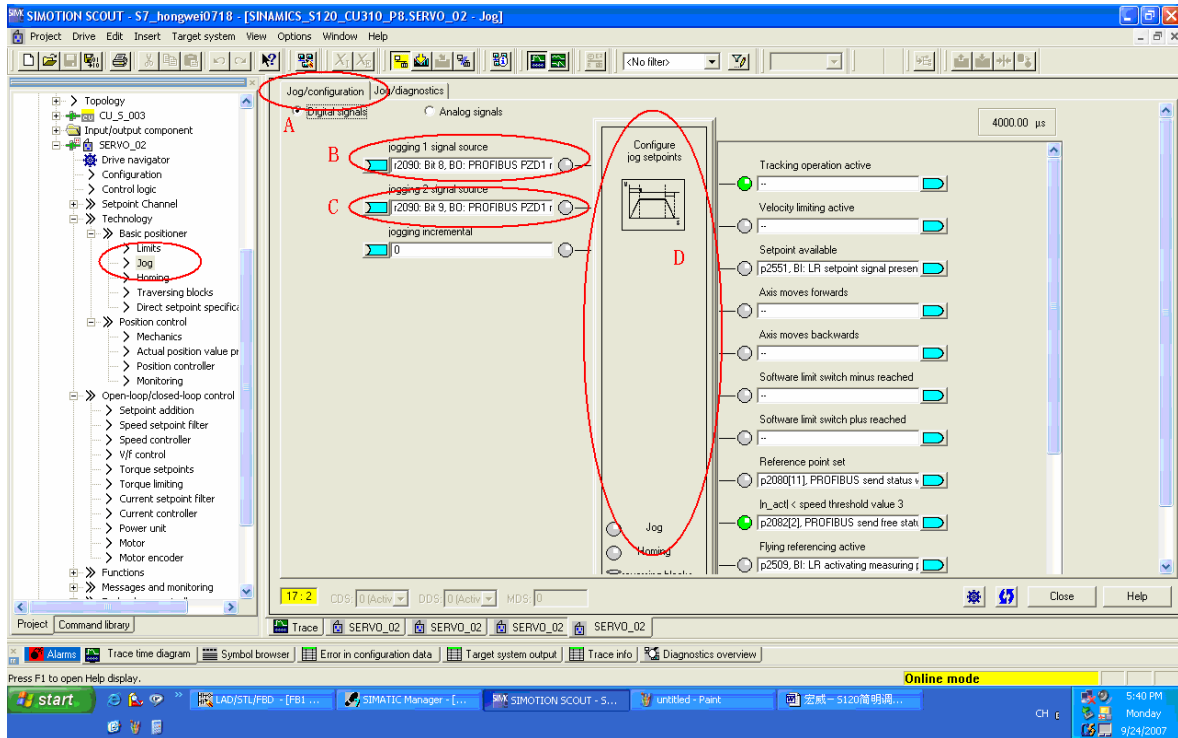 SIMOTION SCOUT - S7_hongwei0718 - [SINAMICS_S120_CU310_P8.SERVO_02 - Jog]
Project Drive Edit Insert Target system View Options Window Help
<No filter>
Topology
CU_S_003
Input/output component
SERVO_02
Drive navigator
Configuration
Control logic
Setpoint Channel
Technology
Basic positioner
Limits
Jog
Homing
Traversing blocks
Direct setpoint specifica
Position control
Mechanics
Actual position value pr
Position controller
Monitoring
Open-loop/closed-loop control
Setpoint addition
Speed setpoint filter
Speed controller
V/f control
Torque setpoints
Torque limiting
Current setpoint filter
Current controller
Power unit
Motor
Motor encoder
Functions
Messages and monitoring
Project Command library
Jog/configuration Jog/diagnostics
Digital signals Analog signals
A
4000.00 µs
B
jogging 1 signal source
r2090: Bit 8, BO: PROFIBUS PZD1 r
C
jogging 2 signal source
r2090: Bit 9, BO: PROFIBUS PZD1 r
jogging incremental
0
Configure
jog setpoints
D
Jog
Homing
Tracking operation active
--
Velocity limiting active
--
Setpoint available
p2551, BI: LR setpoint signal presen
Axis moves forwards
--
Axis moves backwards
--
Software limit switch minus reached
--
Software limit switch plus reached
--
Reference point set
p2080[11], PROFIBUS send status w
|n_act| < speed threshold value 3
p2082[2], PROFIBUS send free statu
Flying referencing active
p2509, BI: LR activating measuring p
17: 2 CDS: 0 (Activ DDS: 0 (Activ MDS: 0
Close Help
Trace SERVO_02 SERVO_02 SERVO_02 SERVO_02
Alarms Trace time diagram Symbol browser Error in configuration data Target system output Trace info Diagnostics overview
Press F1 to open Help display. Online mode
start LAD/STL/FBD - [FB1 ... SIMATIC Manager - [... SIMOTION SCOUT - S... untitled - Paint 宏威－S120简明调...
CH
5:40 PM
Monday
9/24/2007